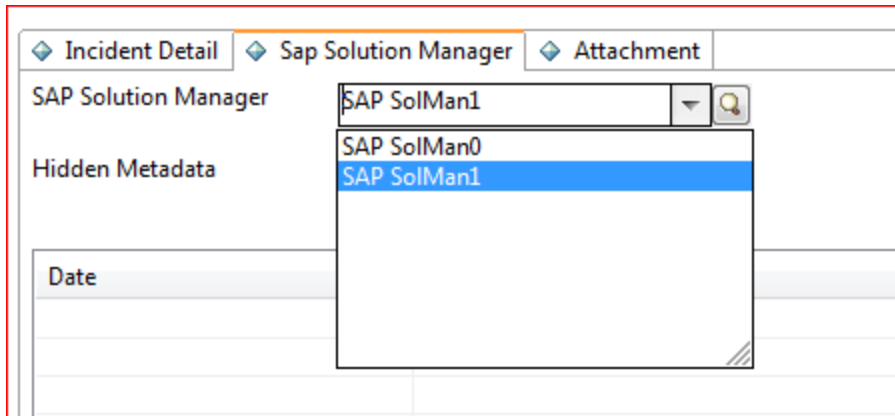 Incident Detail Sap Solution Manager Attachment
SAP Solution Manager SAP SolMan1
SAP SolMan0
Hidden Metadata SAP SolMan1
Date